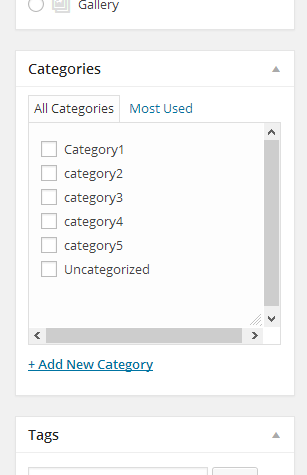 Gallery
Categories
All Categories Most Used
Category1
category2
category3
category4
category5
Uncategorized
+ Add New Category
Tags